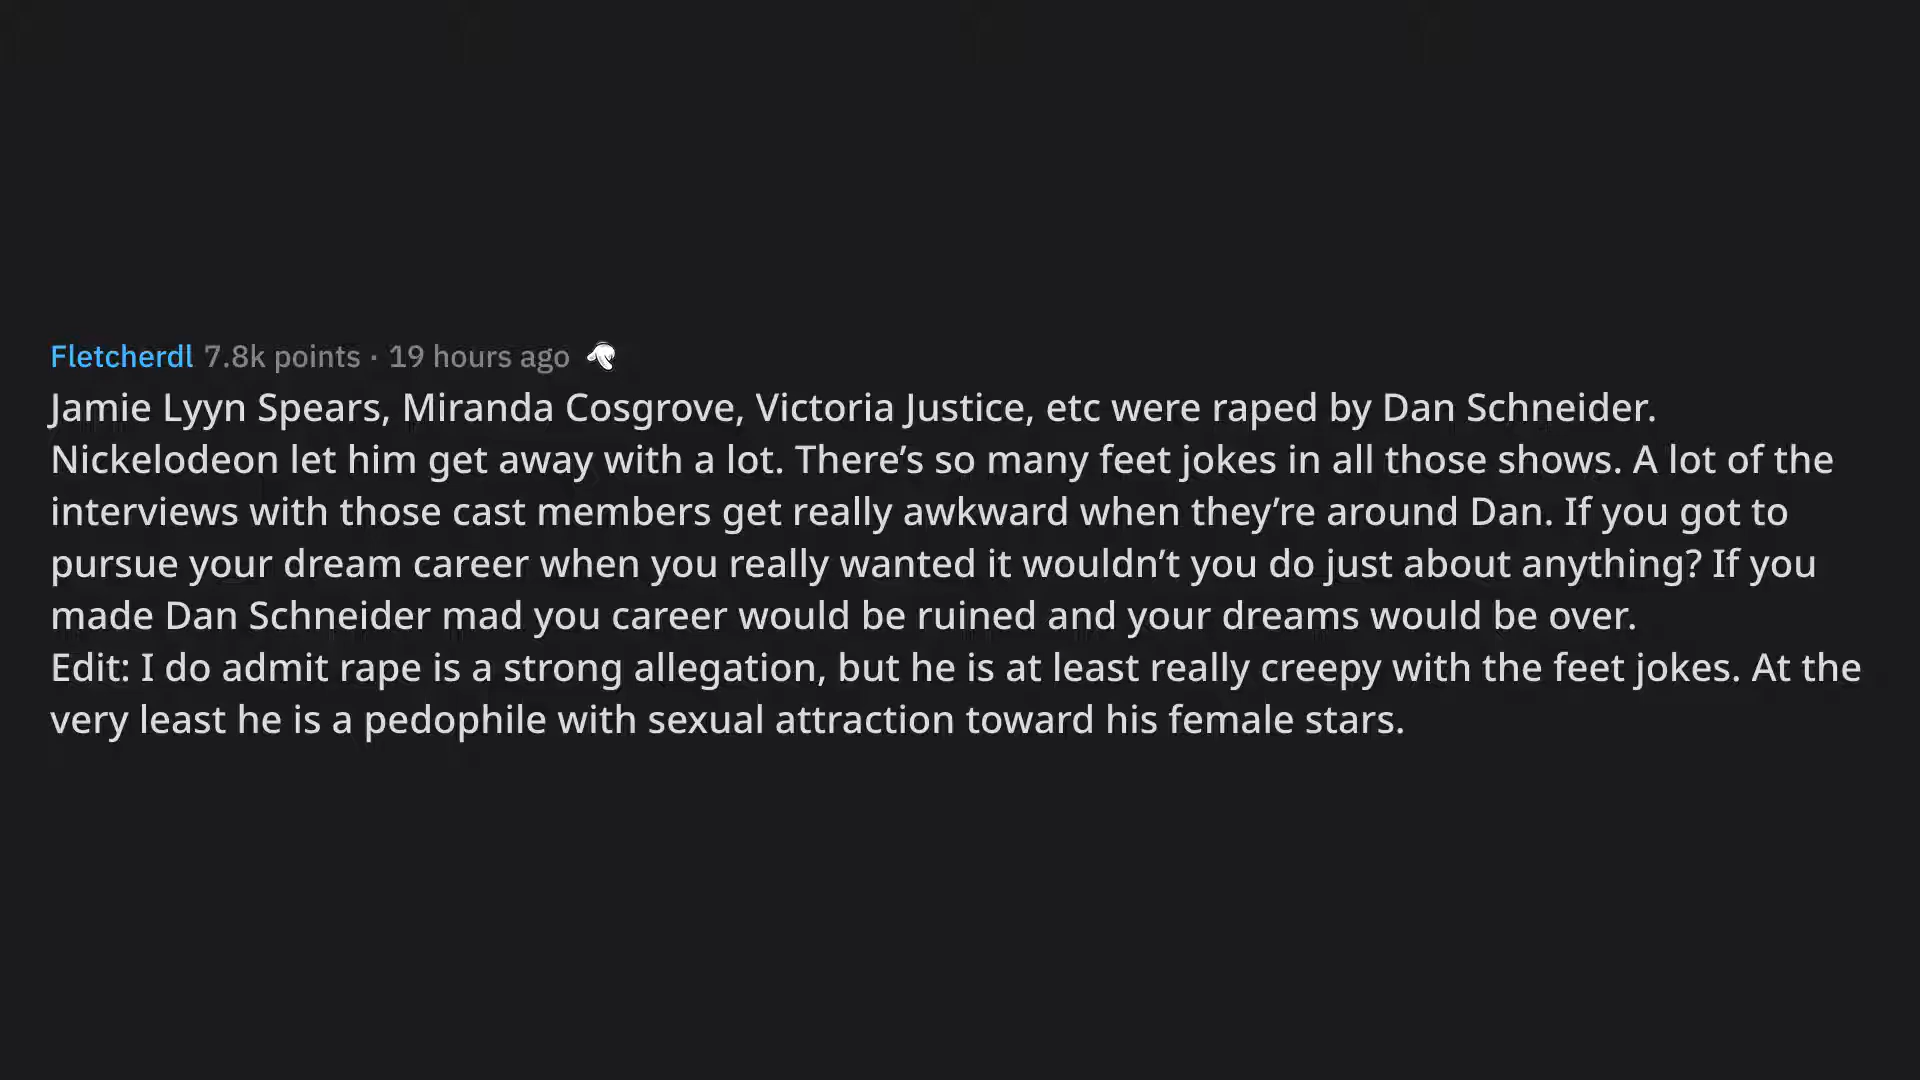 Fletcherdl 7.8k points · 19 hours ago
Jamie Lyyn Spears, Miranda Cosgrove, Victoria Justice, etc were raped by Dan Schneider.
Nickelodeon let him get away with a lot. There’s so many feet jokes in all those shows. A lot of the
interviews with those cast members get really awkward when they’re around Dan. If you got to
pursue your dream career when you really wanted it wouldn’t you do just about anything? If you
made Dan Schneider mad you career would be ruined and your dreams would be over.
Edit: I do admit rape is a strong allegation, but he is at least really creepy with the feet jokes. At the
very least he is a pedophile with sexual attraction toward his female stars.